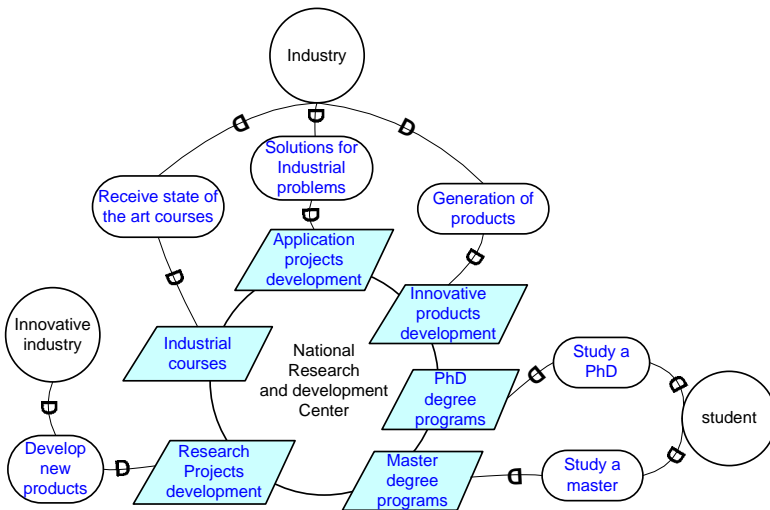 Industry
Solutions for
Industrial
problems
Receive state of
the art courses
Generation of
products
Application
projects
development
Innovative
products
development
Innovative
industry
Industrial
courses
National
Research
and development
Center
Study a
PhD
PhD
degree
programs
student
Develop
new
products
Research
Projects
development
Master
degree
programs
Study a
master